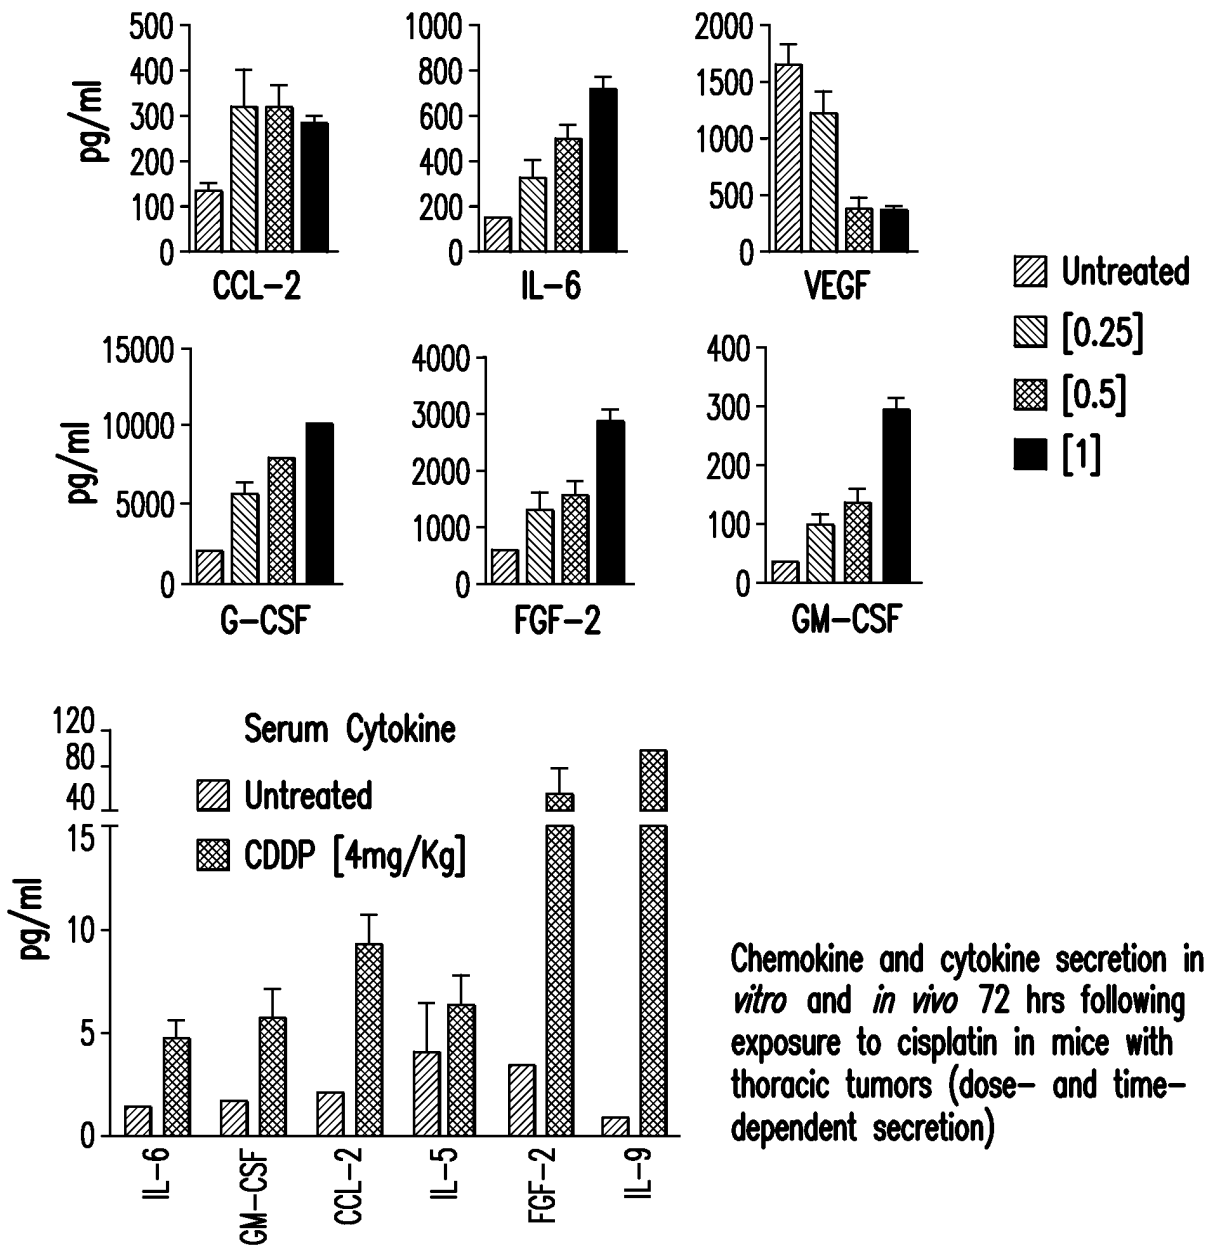 500
400
300
200
100
0
pg/ml
CCL-2
1000
800
600
400
200
0
IL-6
2000
1500
1000
500
0
VEGF
Untreated
[0.25]
[0.5]
[1]
15000
10000
5000
0
pg/ml
G-CSF
4000
3000
2000
1000
0
FGF-2
400
300
200
100
0
GM-CSF
Serum Cytokine
Untreated
CDDP [4mg/Kg]
120
80
40
15
10
5
0
pg/ml
IL-6
GM-CSF
CCL-2
IL-5
FGF-2
IL-9
Chemokine and cytokine secretion in
vitro and in vivo 72 hrs following
exposure to cisplatin in mice with
thoracic tumors (dose- and time-
dependent secretion)